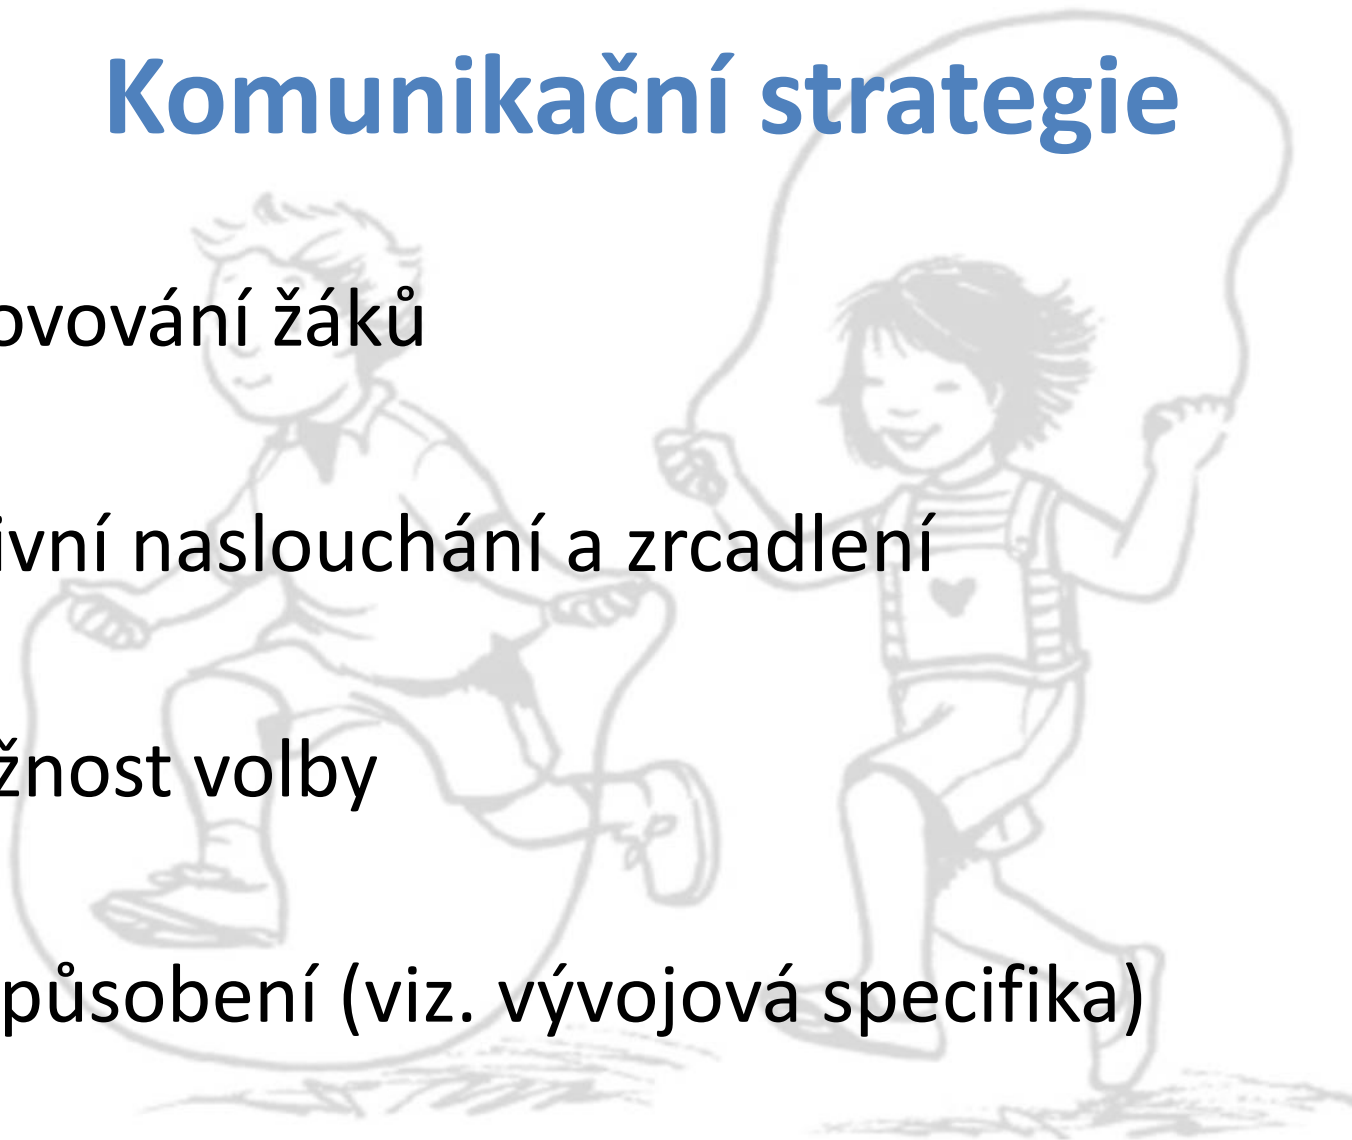 Komunikační strategie
ovování žáků
ivní naslouchání a zrcadlení
žnost volby
působení (viz. vývojová specifika)